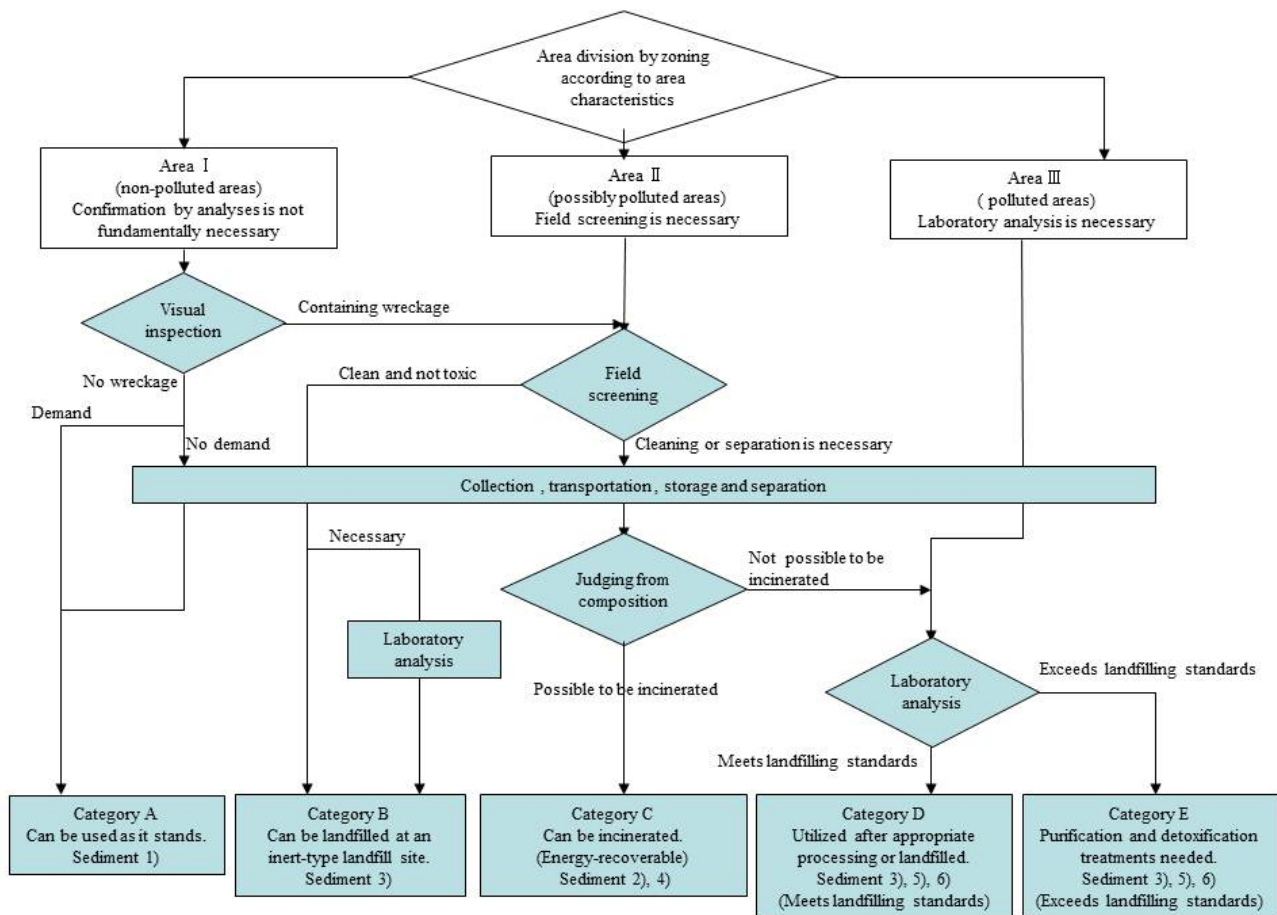 Area division by zoning
according to area
characteristics
Area Ⅰ
(non-polluted areas)
Confirmation by analyses is not
fundamentally necessary
Area Ⅱ
(possibly polluted areas)
Field screening is necessary
Area Ⅲ
( polluted areas)
Laboratory analysis is necessary
Visual
inspection
Containing wreckage
No wreckage
Clean and not toxic
Field
screening
Demand
No demand
Cleaning or separation is necessary
Collection , transportation , storage and separation
Necessary
Judging from
composition
Not possible to be
incinerated
Laboratory
analysis
Possible to be incinerated
Laboratory
analysis
Exceeds landfilling standards
Meets landfilling standards
Category A
Can be used as it stands.
Sediment 1)
Category B
Can be landfilled at an
inert-type landfill site.
Sediment 3)
Category C
Can be incinerated.
(Energy-recoverable)
Sediment 2), 4)
Category D
Utilized after appropriate
processing or landfilled.
Sediment 3), 5), 6)
(Meets landfilling standards)
Category E
Purification and detoxification
treatments needed.
Sediment 3), 5), 6)
(Exceeds landfilling standards)